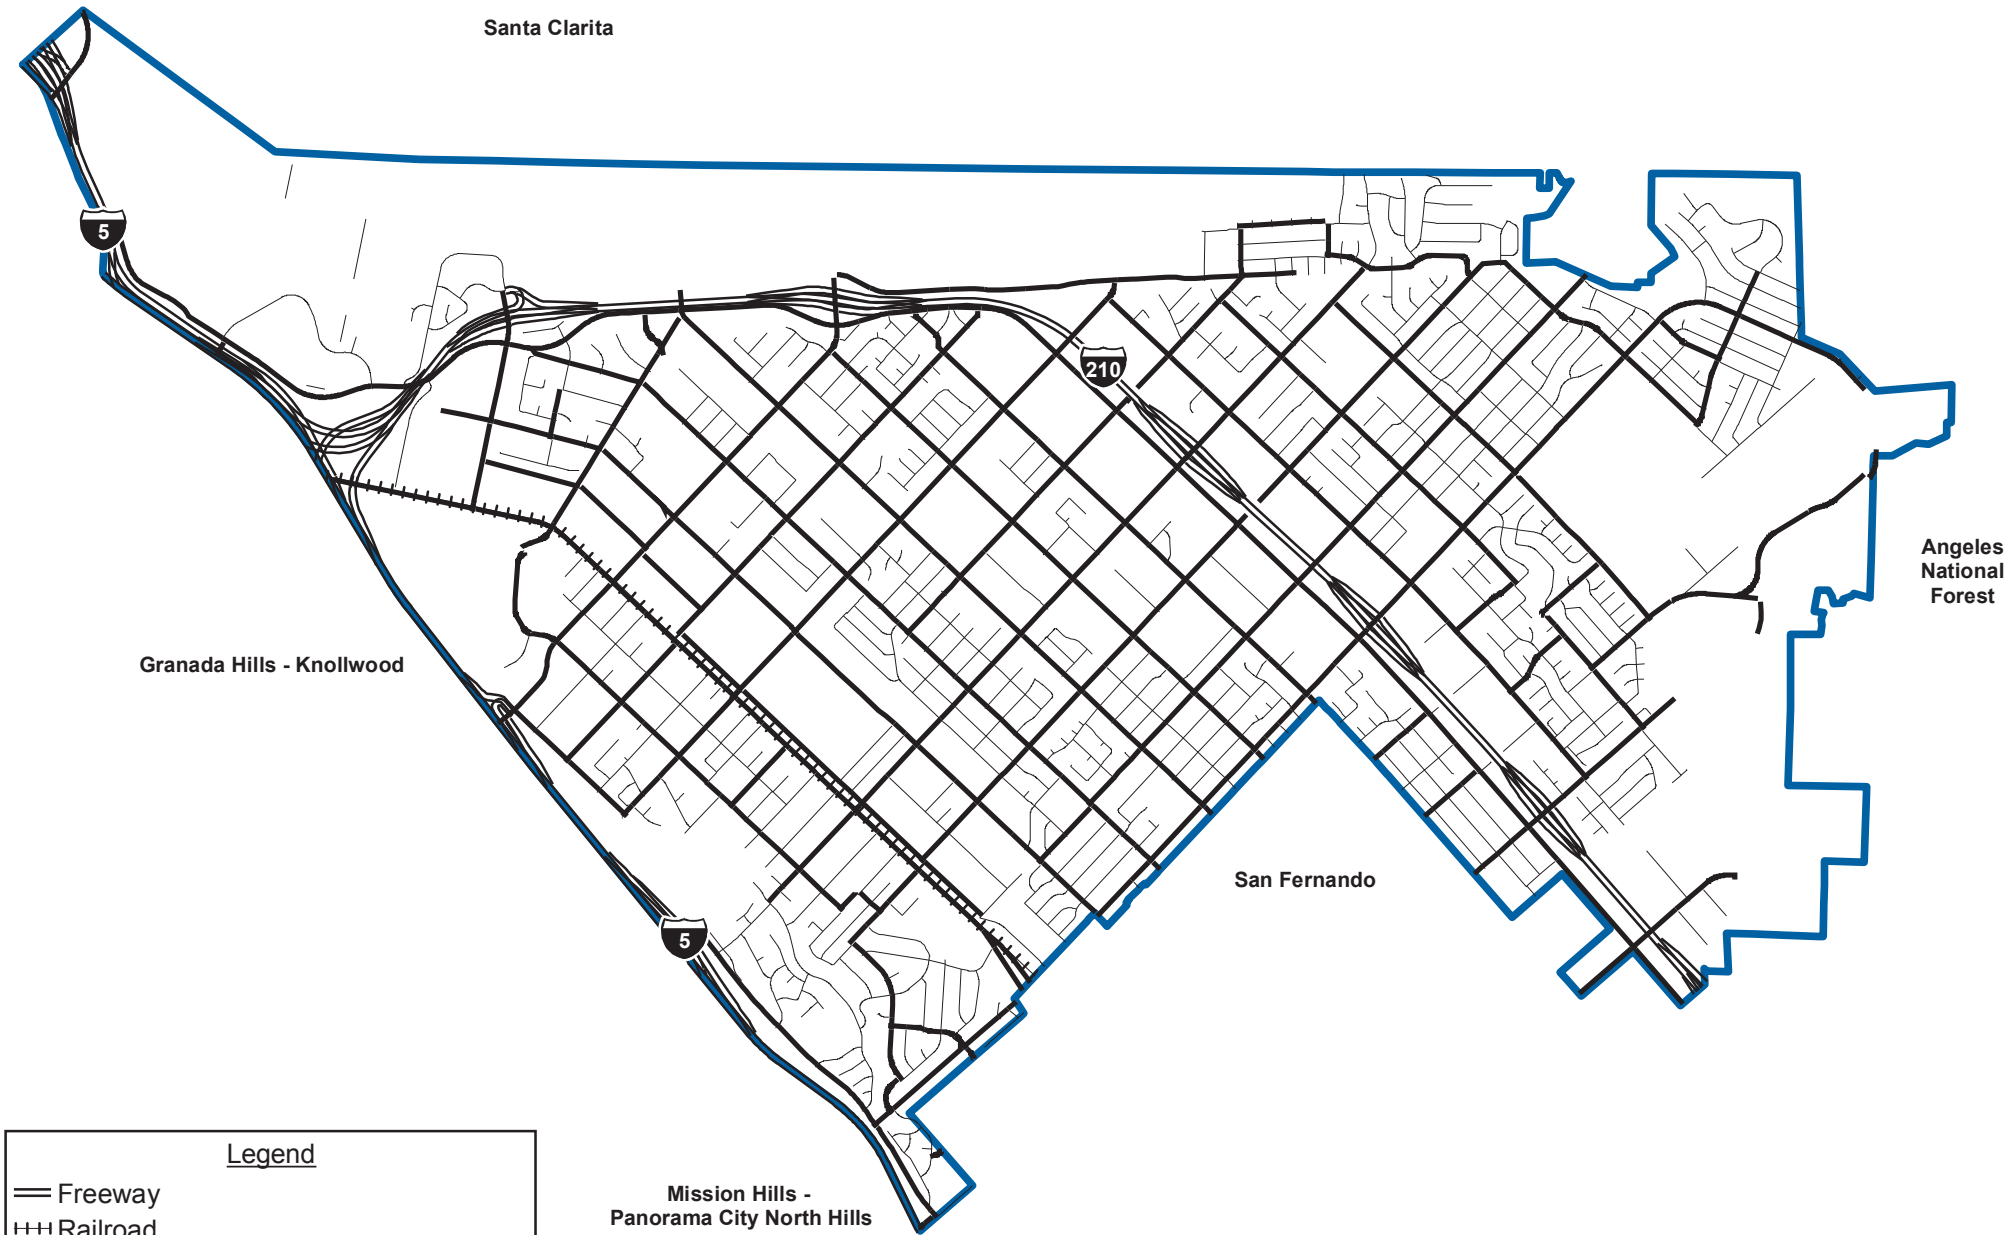 Santa Clarita
5
210
Angeles
National
Forest
Granada Hills - Knollwood
San Fernando
5
Legend
Freeway
Railroad
Mission Hills -
Panorama City North Hills